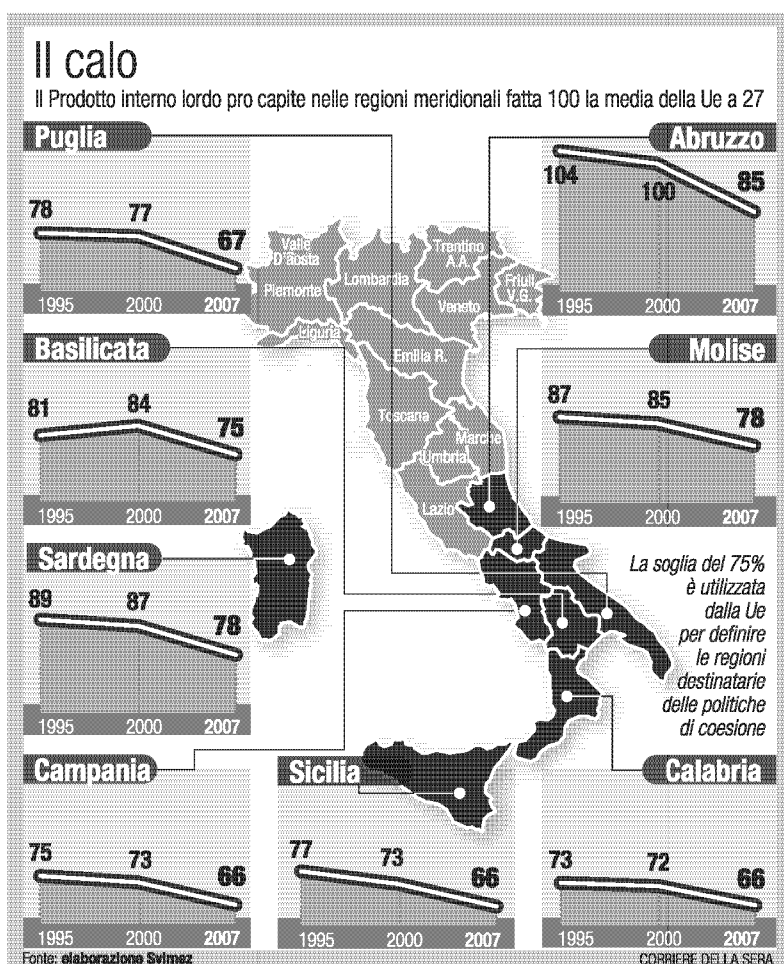 Il calo
Il Prodotto interno lordo pro capite nelle regioni meridionali fatta 100 la media della Ue a 27
Puglia
78
77
67
1995
2000
2007
Abruzzo
104
100
85
1995
2000
2007
Valle
D'aosta
Piemonte
Liguria
Lombardia
Trentino
A.A.
Veneto
Friuli
V.G.
Emilia R.
Toscana
Marche
Umbria
Lazio
Basilicata
81
84
75
1995
2000
2007
Molise
87
85
78
1995
2000
2007
Sardegna
89
87
78
1995
2000
2007
La soglia del 75%
è utilizzata
dalla Ue
per definire
le regioni
destinatarie
delle politiche
di coesione
Campania
75
73
66
1995
2000
2007
Sicilia
77
73
66
1995
2000
2007
Calabria
73
72
66
1995
2000
2007
Fonte: elaborazione Svimez
CORRIERE DELLA SERA